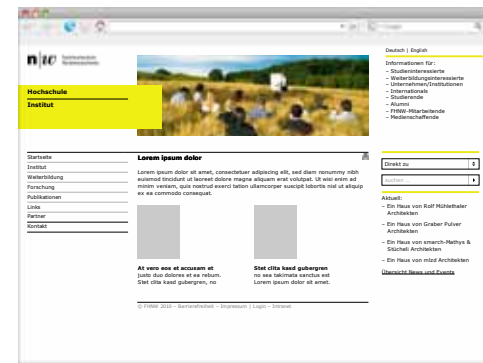 Deutsch | English
n|w
Informationen für:
– Studieninteressierte
– Weiterbildungsinteressierte
– Unternehmen/Institutionen
– Internationals
– Studierende
– Alumni
– FHNW-Mitarbeitende
– Medienschaffende
Hochschule
Institut
Startseite
Institut
Weiterbildung
Forschung
Publikationen
Links
Partner
Kontakt
Lorem ipsum dolor
Lorem ipsum dolor sit amet, consectetuer adipiscing elit, sed diem nonummy nibh
euismod tincidunt ut laoreet dolore magna aliquam erat volutpat. Ut wisi enim ad
minim veniam, quis nostrud exerci tation ullamcorper suscipit lobortis nisl ut aliquip
ex ea commodo consequat.
At vero eos et accusam et
justo duo dolores et ea rebum.
Stet clita kasd gubergren, no
Stet clita kasd gubergren
no sea takimata sanctus est
Lorem ipsum dolor sit amet.
© FHNW 2010 – Barrierefreiheit – Impressum | Login – Intranet
Direkt zu
suchen ...
Aktuell:
– Ein Haus von Rolf Mühlethaler
Architekten
– Ein Haus von Graber Pulver
Architekten
– Ein Haus von smarch-Mathys &
Stücheli Architekten
– Ein Haus von mlzd Architekten
Übersicht News und Events